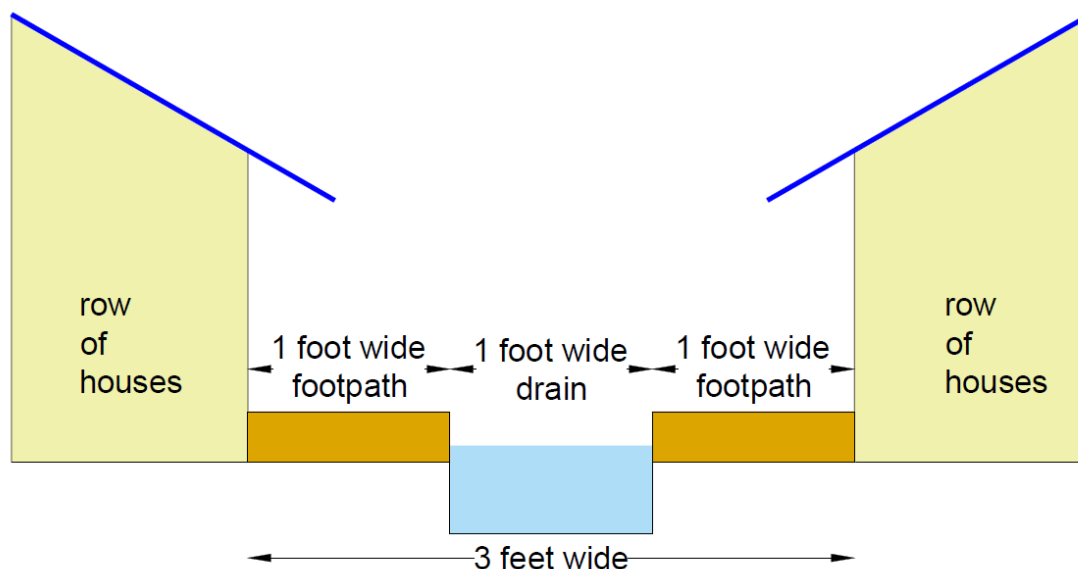 row
of
houses
1 foot wide
footpath
1 foot wide
drain
1 foot wide
footpath
row
of
houses
3 feet wide